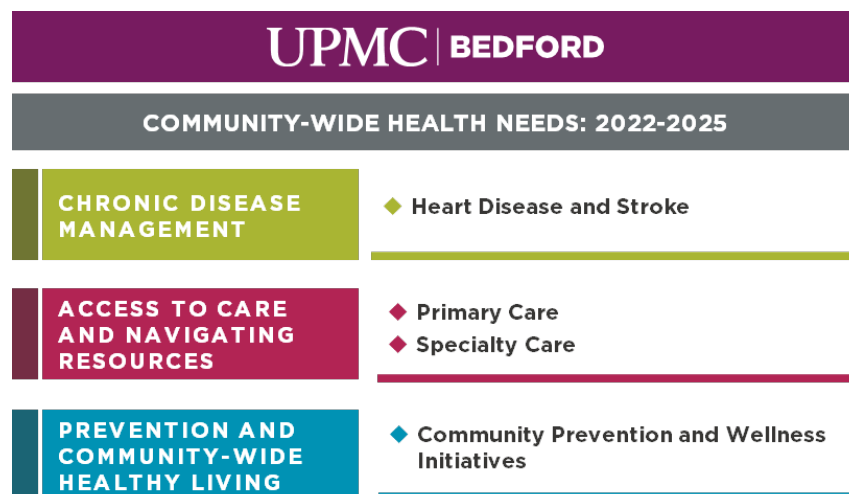 UPMC | BEDFORD
COMMUNITY-WIDE HEALTH NEEDS: 2022-2025
CHRONIC DISEASE
MANAGEMENT
Heart Disease and Stroke
ACCESS TO CARE
AND NAVIGATING
RESOURCES
Primary Care
Specialty Care
PREVENTION AND
COMMUNITY-WIDE
HEALTHY LIVING
Community Prevention and Wellness
Initiatives